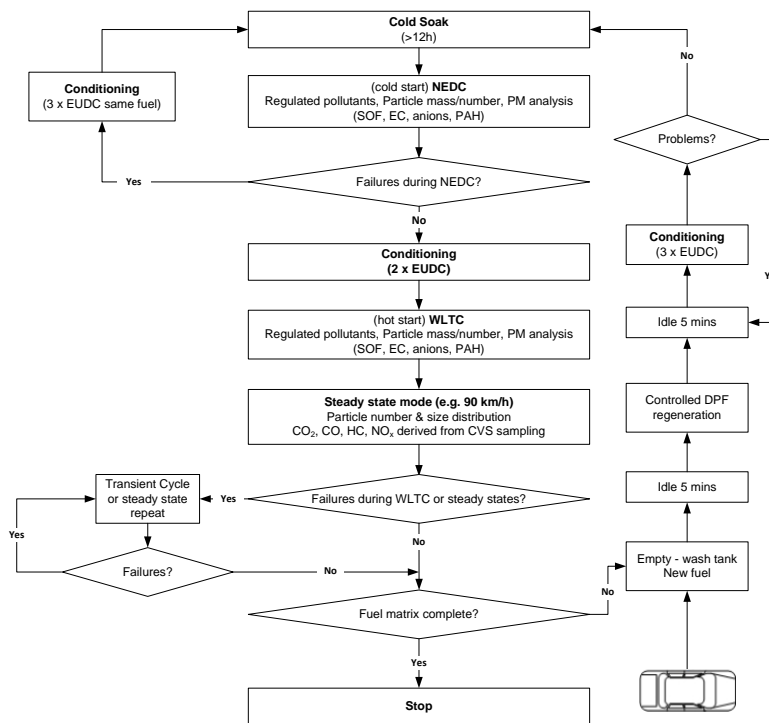 Cold Soak
(>12h)
No
Conditioning
(3 x EUDC same fuel)
(cold start) NEDC
Regulated pollutants, Particle mass/number, PM analysis
(SOF, EC, anions, PAH)
Problems?
Yes
Failures during NEDC?
No
Conditioning
(3 x EUDC)
Conditioning
(2 x EUDC)
Y
(hot start) WLTC
Regulated pollutants, Particle mass/number, PM analysis
(SOF, EC, anions, PAH)
Idle 5 mins
Steady state mode (e.g. 90 km/h)
Particle number & size distribution
CO₂, CO, HC, NOₓ derived from CVS sampling
Controlled DPF
regeneration
Transient Cycle
or steady state
repeat
Yes
Failures during WLTC or steady states?
Idle 5 mins
Yes
No
Failures?
No
Empty - wash tank
New fuel
No
Fuel matrix complete?
Yes
Stop